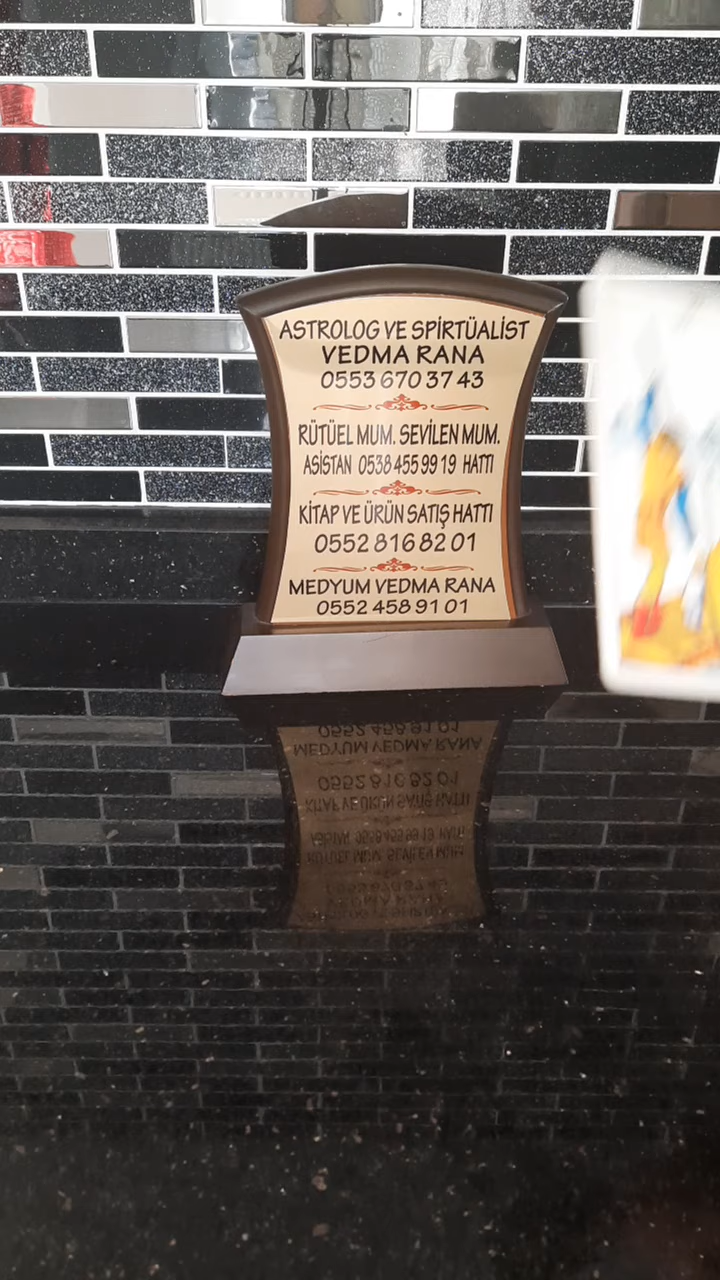 ASTROLOG VE SPİRTÜALİST
VEDMA RANA
0553 670 37 43
RÜTÜEL MUM. SEVİLEN MUM.
ASİSTAN 0538 455 99 19 HATTI
KİTAP VE ÜRÜN SATIŞ HATTI
0552 816 82 01
MEDYUM VEDMA RANA
0552 458 91 01